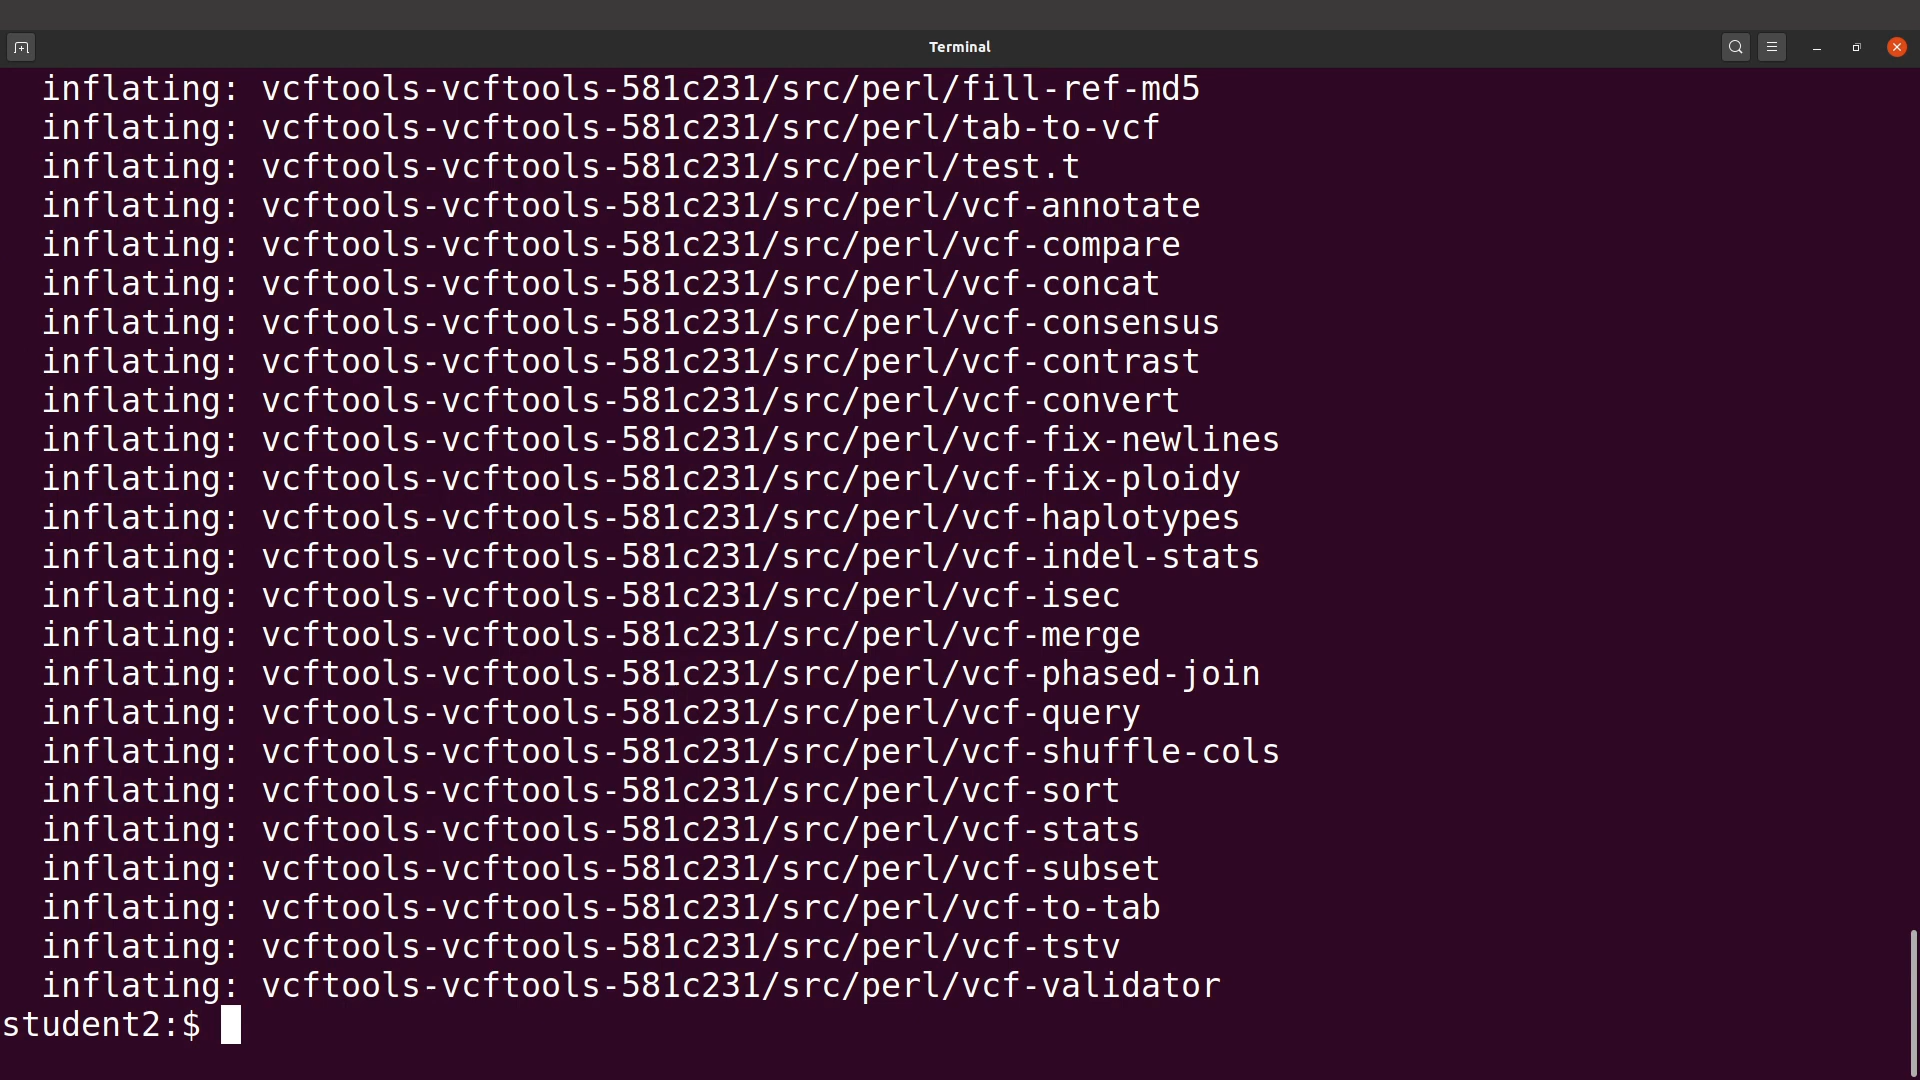 Terminal
inflating: vcftools-vcftools-581c231/src/perl/fill-ref-md5
inflating: vcftools-vcftools-581c231/src/perl/tab-to-vcf
inflating: vcftools-vcftools-581c231/src/perl/test.t
inflating: vcftools-vcftools-581c231/src/perl/vcf-annotate
inflating: vcftools-vcftools-581c231/src/perl/vcf-compare
inflating: vcftools-vcftools-581c231/src/perl/vcf-concat
inflating: vcftools-vcftools-581c231/src/perl/vcf-consensus
inflating: vcftools-vcftools-581c231/src/perl/vcf-contrast
inflating: vcftools-vcftools-581c231/src/perl/vcf-convert
inflating: vcftools-vcftools-581c231/src/perl/vcf-fix-newlines
inflating: vcftools-vcftools-581c231/src/perl/vcf-fix-ploidy
inflating: vcftools-vcftools-581c231/src/perl/vcf-haplotypes
inflating: vcftools-vcftools-581c231/src/perl/vcf-indel-stats
inflating: vcftools-vcftools-581c231/src/perl/vcf-isec
inflating: vcftools-vcftools-581c231/src/perl/vcf-merge
inflating: vcftools-vcftools-581c231/src/perl/vcf-phased-join
inflating: vcftools-vcftools-581c231/src/perl/vcf-query
inflating: vcftools-vcftools-581c231/src/perl/vcf-shuffle-cols
inflating: vcftools-vcftools-581c231/src/perl/vcf-sort
inflating: vcftools-vcftools-581c231/src/perl/vcf-stats
inflating: vcftools-vcftools-581c231/src/perl/vcf-subset
inflating: vcftools-vcftools-581c231/src/perl/vcf-to-tab
inflating: vcftools-vcftools-581c231/src/perl/vcf-tstv
inflating: vcftools-vcftools-581c231/src/perl/vcf-validator
student2:$